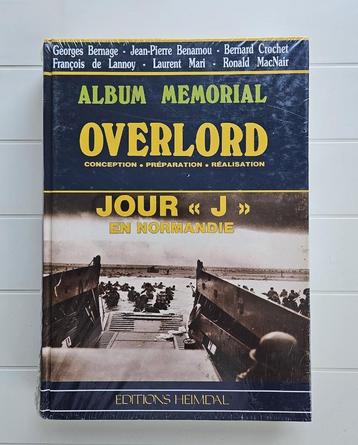 Georges Bernage - Jean-Pierre Benamou - Bernard Crochet
François de Lannoy - Laurent Mari - Ronald MacNair
ALBUM MEMORIAL
OVERLORD
CONCEPTION • PRÉPARATION • RÉALISATION
JOUR « J »
EN NORMANDIE
EDITIONS HEIMDAL